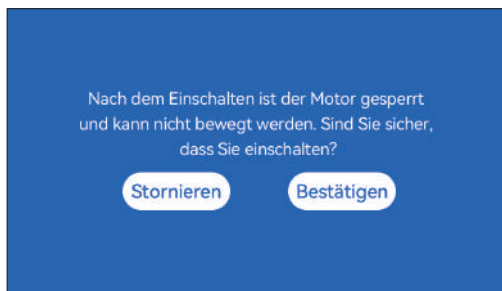 Nach dem Einschalten ist der Motor gesperrt
und kann nicht bewegt werden. Sind Sie sicher,
dass Sie einschalten?
Stornieren Bestätigen